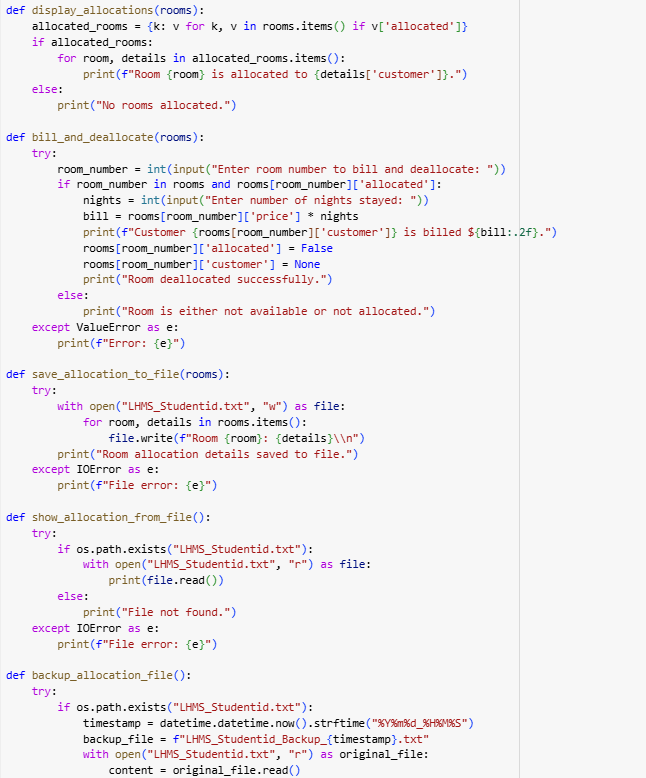 def display_allocations(rooms):
    allocated_rooms = {k: v for k, v in rooms.items() if v['allocated']}
    if allocated_rooms:
        for room, details in allocated_rooms.items():
            print(f"Room {room} is allocated to {details['customer']}.")
    else:
        print("No rooms allocated.")

def bill_and_deallocate(rooms):
    try:
        room_number = int(input("Enter room number to bill and deallocate: "))
        if room_number in rooms and rooms[room_number]['allocated']:
            nights = int(input("Enter number of nights stayed: "))
            bill = rooms[room_number]['price'] * nights
            print(f"Customer {rooms[room_number]['customer']} is billed ${bill:.2f}.")
            rooms[room_number]['allocated'] = False
            rooms[room_number]['customer'] = None
            print("Room deallocated successfully.")
        else:
            print("Room is either not available or not allocated.")
    except ValueError as e:
        print(f"Error: {e}")

def save_allocation_to_file(rooms):
    try:
        with open("LHMS_Studentid.txt", "w") as file:
            for room, details in rooms.items():
                file.write(f"Room {room}: {details}\\n")
        print("Room allocation details saved to file.")
    except IOError as e:
        print(f"File error: {e}")

def show_allocation_from_file():
    try:
        if os.path.exists("LHMS_Studentid.txt"):
            with open("LHMS_Studentid.txt", "r") as file:
                print(file.read())
        else:
            print("File not found.")
    except IOError as e:
        print(f"File error: {e}")

def backup_allocation_file():
    try:
        if os.path.exists("LHMS_Studentid.txt"):
            timestamp = datetime.datetime.now().strftime("%Y%m%d_%H%M%S")
            backup_file = f"LHMS_Studentid_Backup_{timestamp}.txt"
            with open("LHMS_Studentid.txt", "r") as original_file:
                content = original_file.read()